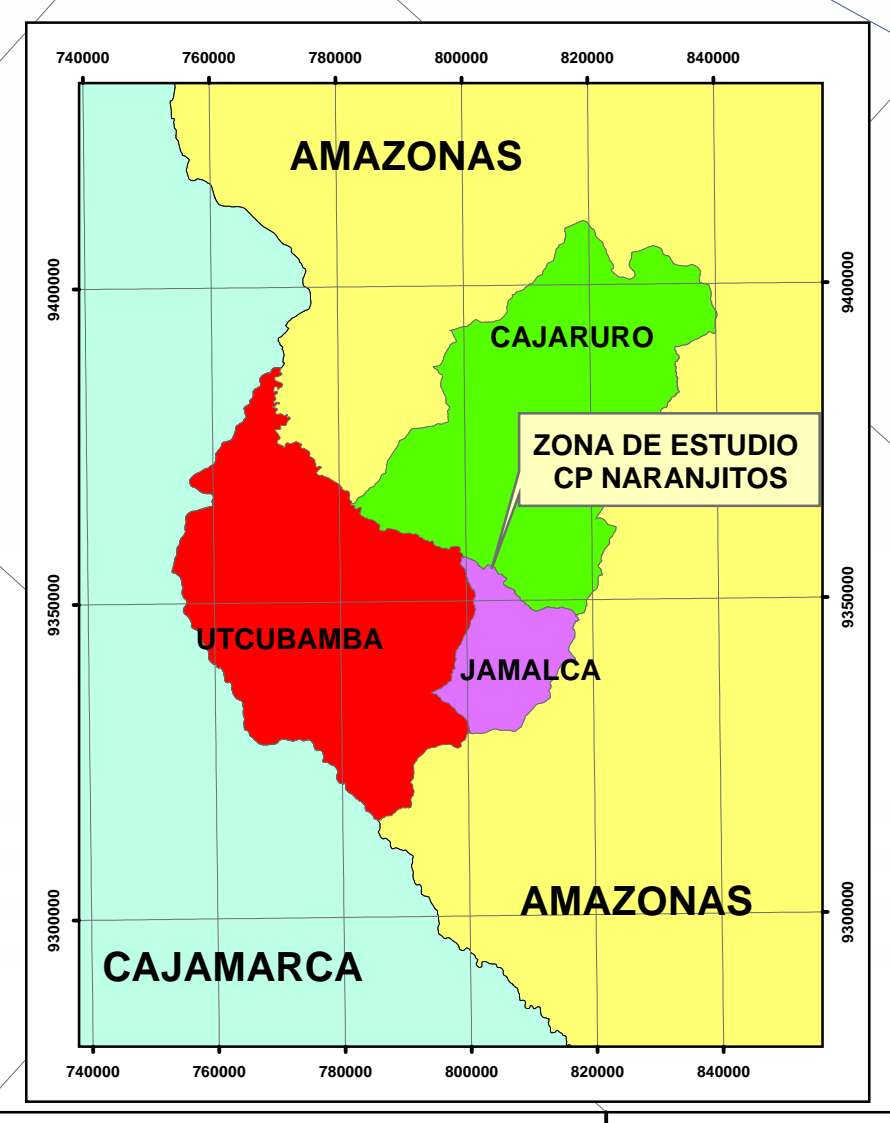 740000 760000 780000 800000 820000 840000
AMAZONAS
9400000
9400000
CAJARURO
ZONA DE ESTUDIO
CP NARANJITOS
9350000
9350000
UTCUBAMBA
JAMALCA
AMAZONAS
9300000
9300000
CAJAMARCA
740000 760000 780000 800000 820000 840000